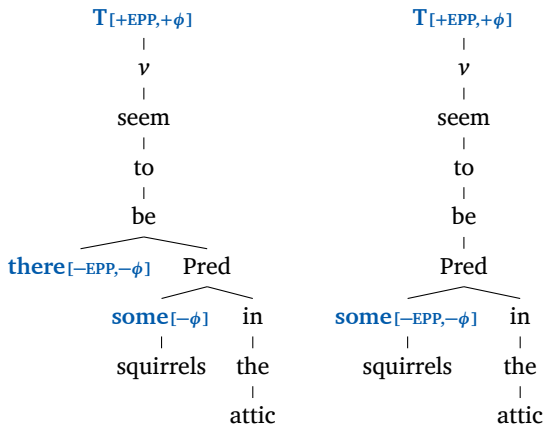 T[+EPP,+ϕ] T[+EPP,+ϕ]
v v
seem seem
to to
be be
there[−EPP,−ϕ] Pred Pred
some[−ϕ] in some[−EPP,−ϕ] in
squirrels the squirrels the
attic attic